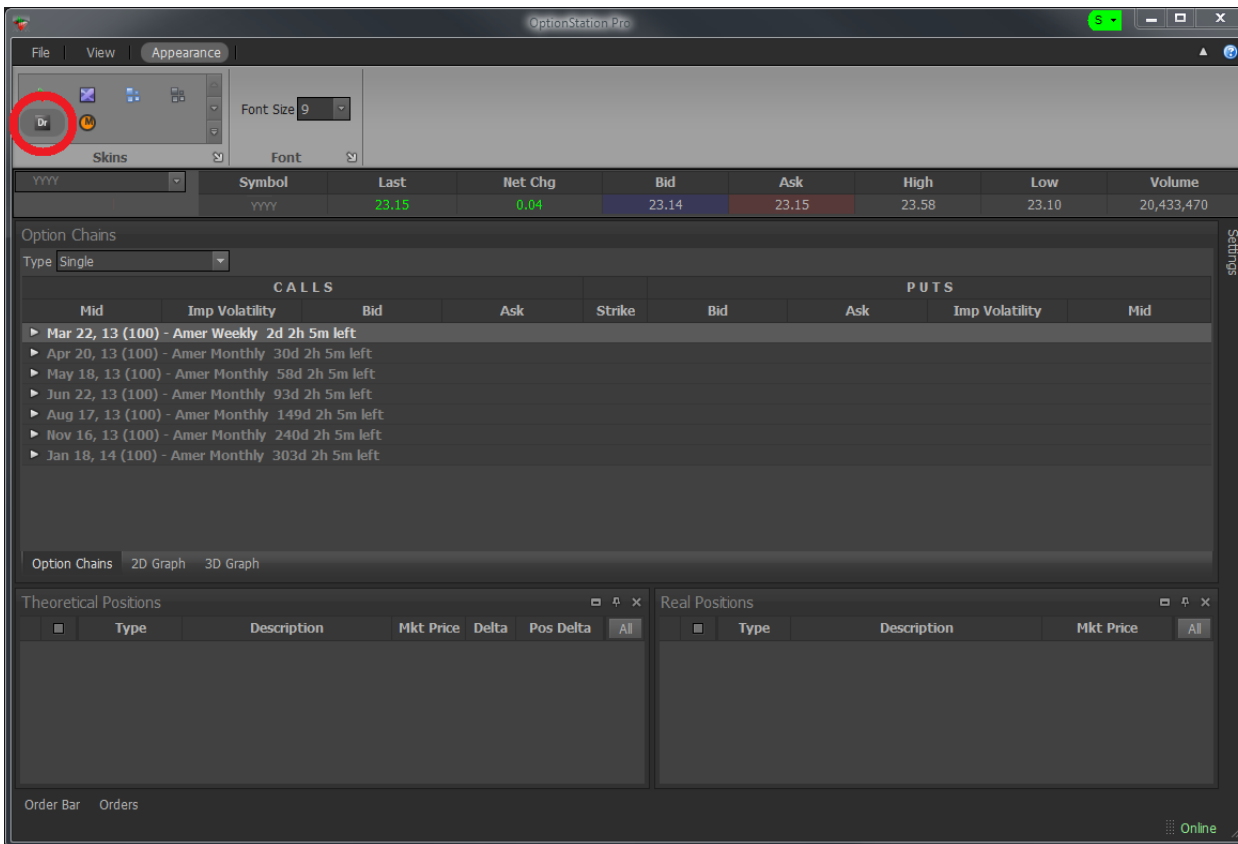 OptionStation Pro
S
File View Appearance
Dr M
Font Size 9
Skins Font
YYYY Symbol Last Net Chg Bid Ask High Low Volume
YYYY 23.15 0.04 23.14 23.15 23.58 23.10 20,433,470
Option Chains
Settings
Type Single
CALLS PUTS
Mid Imp Volatility Bid Ask Strike Bid Ask Imp Volatility Mid
Mar 22, 13 (100) - Amer Weekly 2d 2h 5m left
Apr 20, 13 (100) - Amer Monthly 30d 2h 5m left
May 18, 13 (100) - Amer Monthly 58d 2h 5m left
Jun 22, 13 (100) - Amer Monthly 93d 2h 5m left
Aug 17, 13 (100) - Amer Monthly 149d 2h 5m left
Nov 16, 13 (100) - Amer Monthly 240d 2h 5m left
Jan 18, 14 (100) - Amer Monthly 303d 2h 5m left
Option Chains 2D Graph 3D Graph
Theoretical Positions Real Positions
Type Description Mkt Price Delta Pos Delta All Type Description Mkt Price All
Order Bar Orders
Online